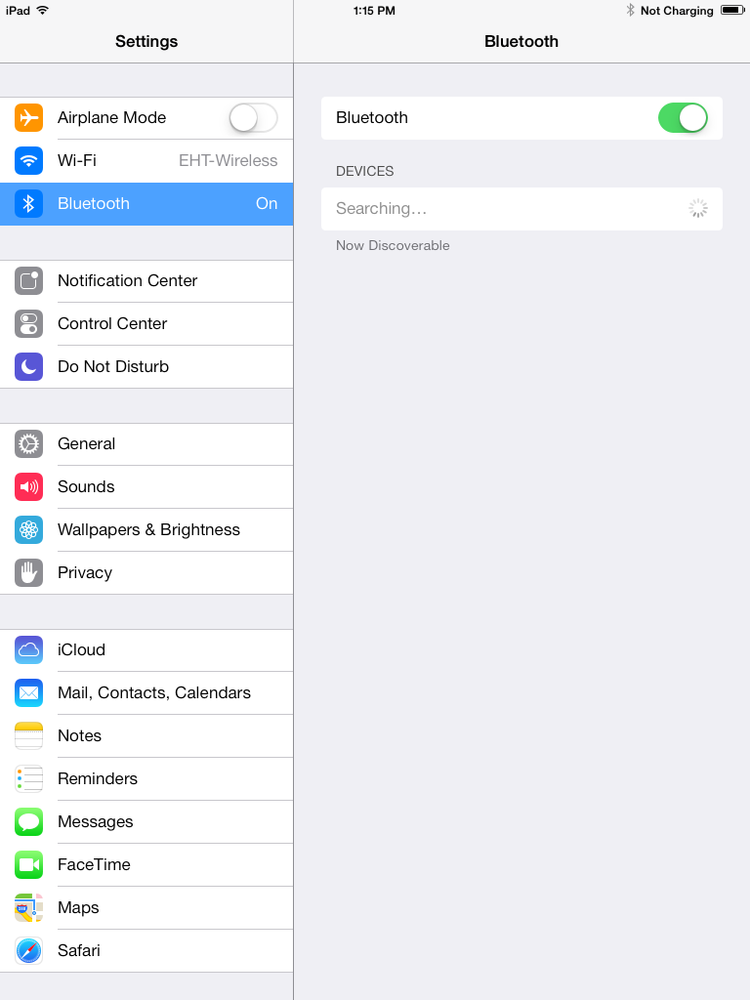 iPad 1:15 PM Not Charging
Settings
Bluetooth
Airplane Mode
Wi-Fi EHT-Wireless
Bluetooth On
Notification Center
Control Center
Do Not Disturb
General
Sounds
Wallpapers & Brightness
Privacy
iCloud
Mail, Contacts, Calendars
Notes
Reminders
Messages
FaceTime
Maps
Safari
Bluetooth
DEVICES
Searching…
Now Discoverable